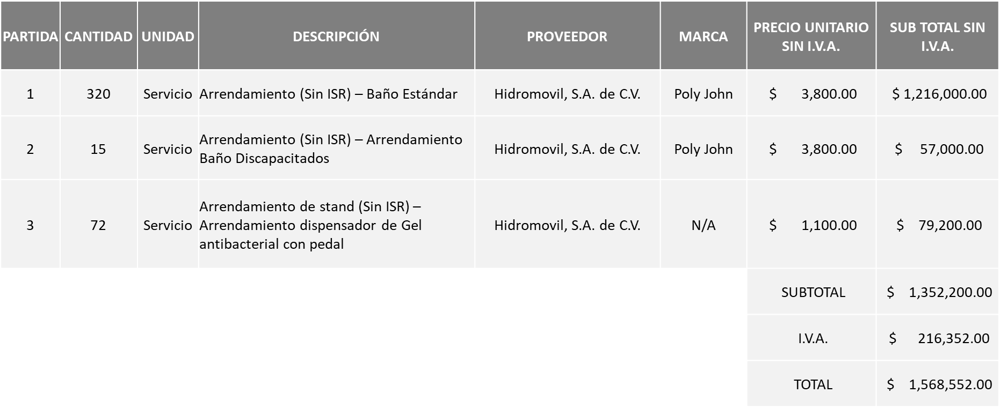 PARTIDA CANTIDAD UNIDAD DESCRIPCIÓN PROVEEDOR MARCA PRECIO UNITARIO SIN I.V.A. SUB TOTAL SIN I.V.A.
1 320 Servicio Arrendamiento (Sin ISR) – Baño Estándar Hidromovil, S.A. de C.V. Poly John $ 3,800.00 $ 1,216,000.00
2 15 Servicio Arrendamiento (Sin ISR) – Arrendamiento Baño Discapacitados Hidromovil, S.A. de C.V. Poly John $ 3,800.00 $ 57,000.00
3 72 Servicio Arrendamiento de stand (Sin ISR) – Arrendamiento dispensador de Gel antibacterial con pedal Hidromovil, S.A. de C.V. N/A $ 1,100.00 $ 79,200.00
SUBTOTAL $ 1,352,200.00
I.V.A. $ 216,352.00
TOTAL $ 1,568,552.00